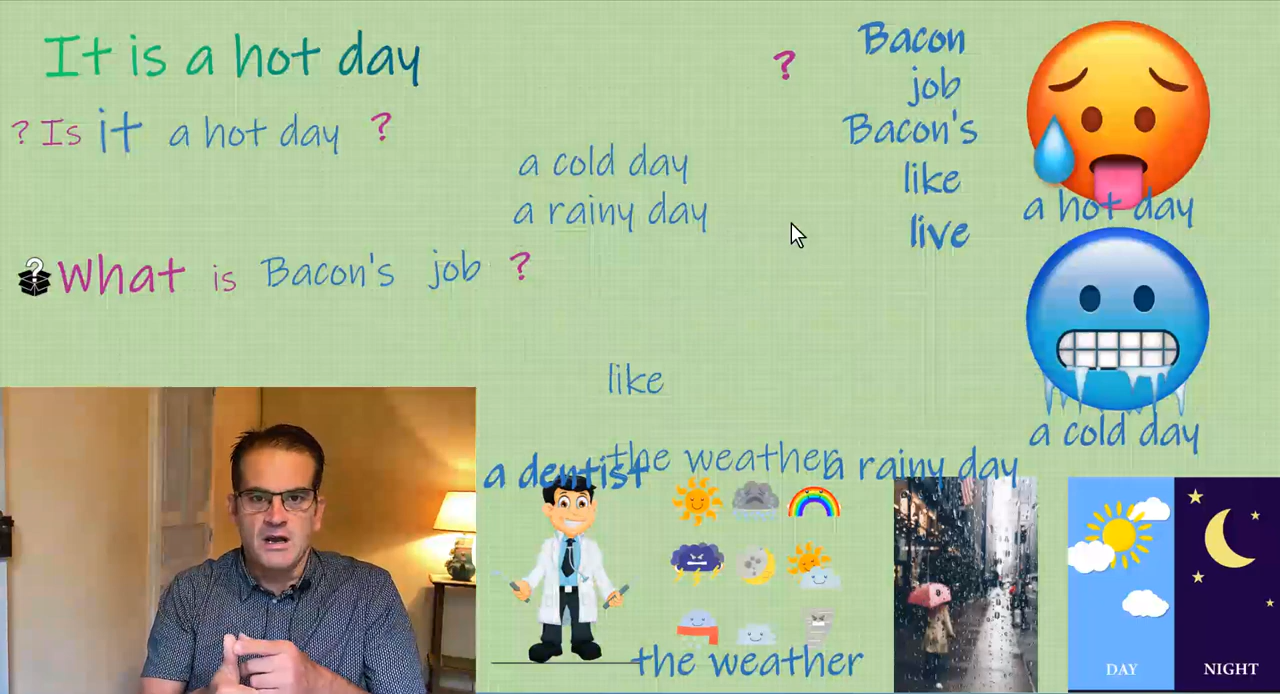 It is a hot day
? Is it a hot day ?
a cold day
a rainy day
? What is Bacon's job ?
?
Bacon
job
Bacon's
like
live
a hot day
a cold day
like
the weather
a dentist
a rainy day
the weather
DAY
NIGHT